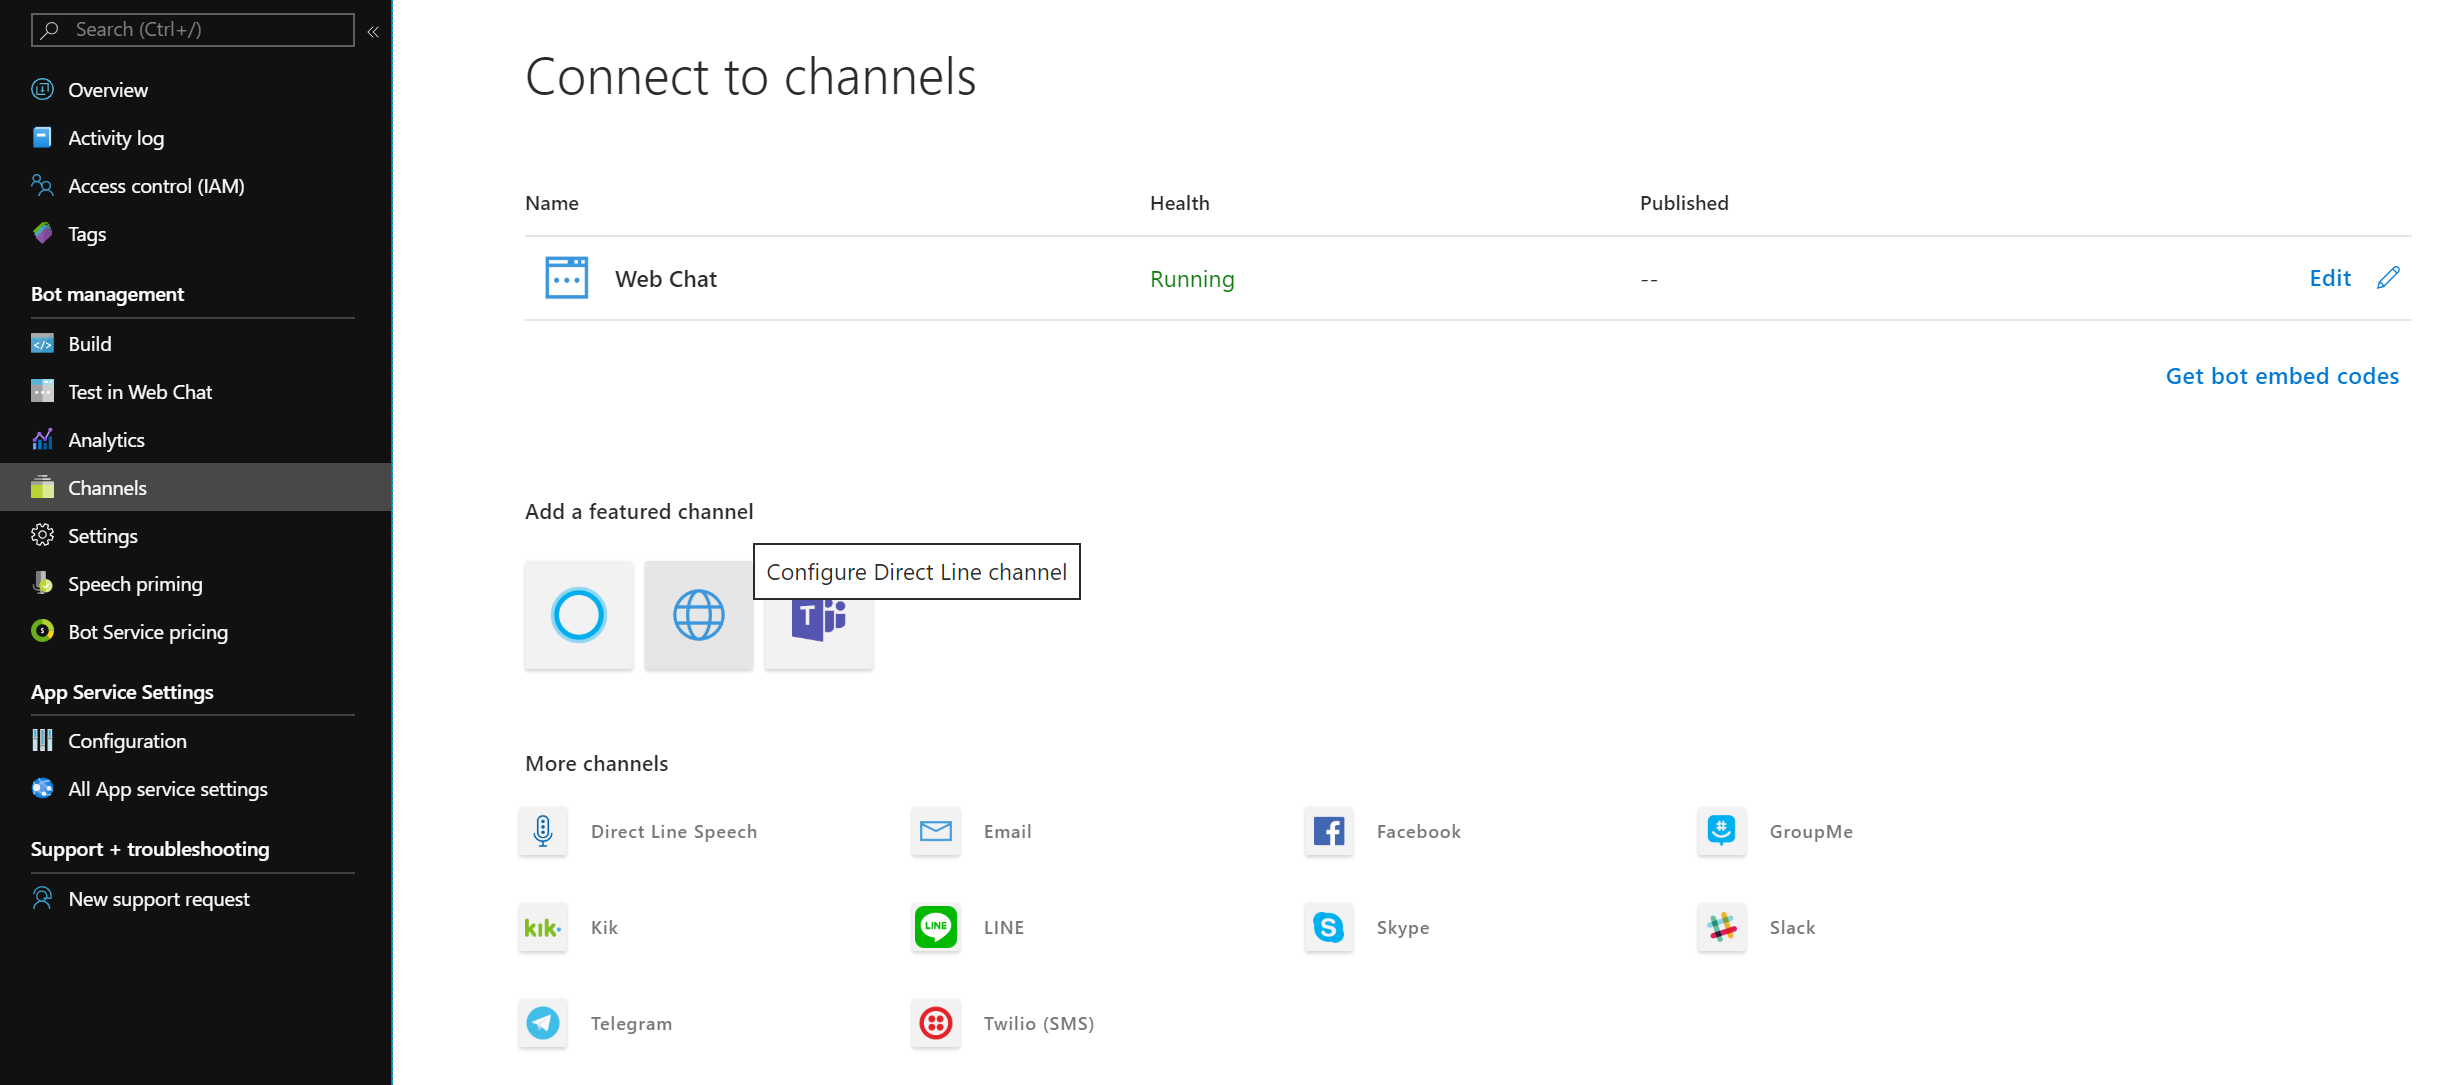 Search (Ctrl+/)
«
Overview
Activity log
Access control (IAM)
Tags
Bot management
Build
Test in Web Chat
Analytics
Channels
Settings
Speech priming
Bot Service pricing
App Service Settings
Configuration
All App service settings
Support + troubleshooting
New support request
Connect to channels
Name Health Published
Web Chat Running -- Edit
Get bot embed codes
Add a featured channel
Configure Direct Line channel
T
More channels
Direct Line Speech Email Facebook GroupMe
kik. Kik LINE LINE Skype Slack
Telegram Twilio (SMS)